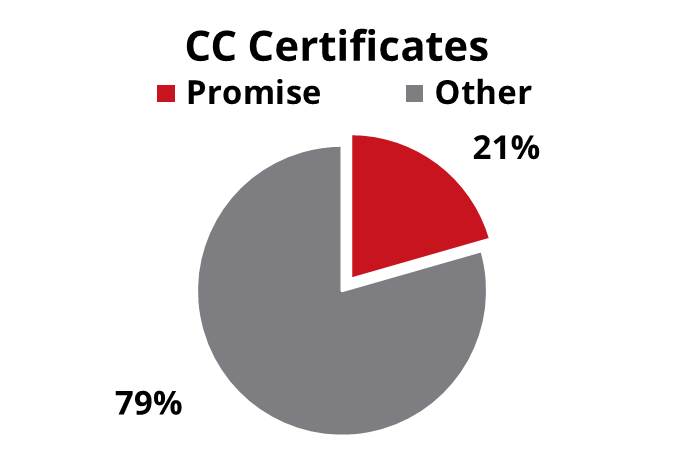 CC Certificates
Promise Other
21%
79%